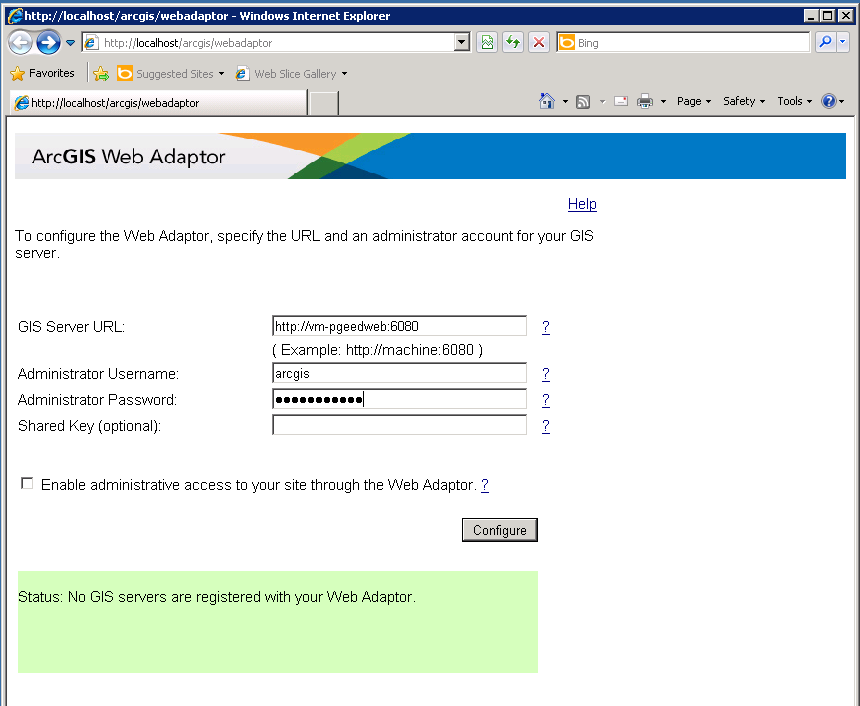 http://localhost/arcgis/webadaptor - Windows Internet Explorer
http://localhost/arcgis/webadaptor
Bing
Favorites
Suggested Sites
Web Slice Gallery
http://localhost/arcgis/webadaptor
Page
Safety
Tools
ArcGIS Web Adaptor
Help
To configure the Web Adaptor, specify the URL and an administrator account for your GIS
server.
GIS Server URL: http://vm-pgeedweb:6080 ?
( Example: http://machine:6080 )
Administrator Username: arcgis ?
Administrator Password: ●●●●●●●●●●● ?
Shared Key (optional): ?
Enable administrative access to your site through the Web Adaptor. ?
Configure
Status: No GIS servers are registered with your Web Adaptor.